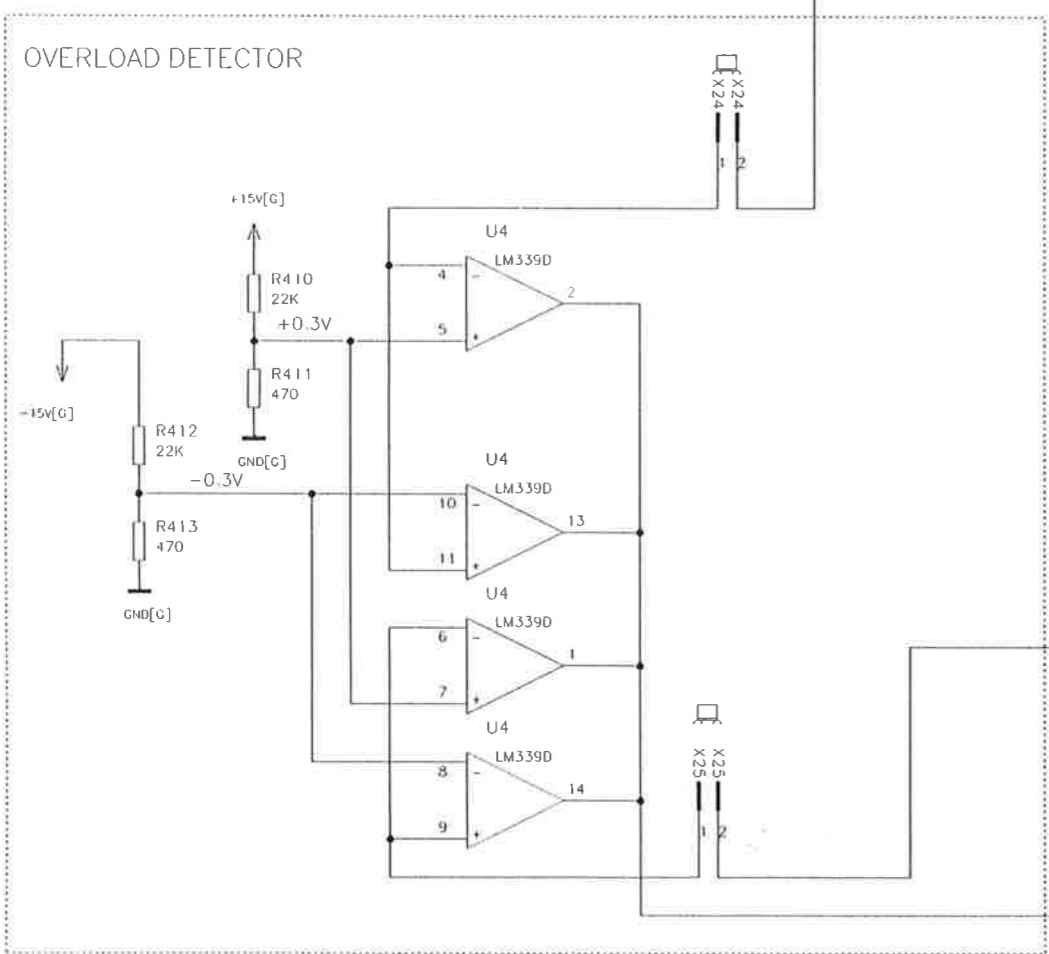 OVERLOAD DETECTOR
X24
X24
1
2
+15V[G]
R410
22K
+0.3V
R411
470
GND[G]
-15V[G]
R412
22K
-0.3V
R413
470
GND[G]
U4
LM339D
4
-
2
5
+
U4
LM339D
10
-
13
11
+
U4
LM339D
6
-
1
7
+
U4
LM339D
8
-
14
9
+
X25
X25
1
2